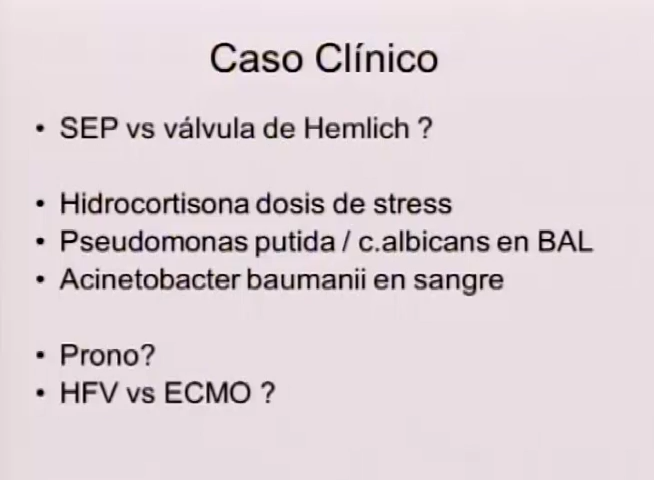 Caso Clínico
• SEP vs válvula de Hemlich ?
• Hidrocortisona dosis de stress
• Pseudomonas putida / c.albicans en BAL
• Acinetobacter baumanii en sangre
• Prono?
• HFV vs ECMO ?